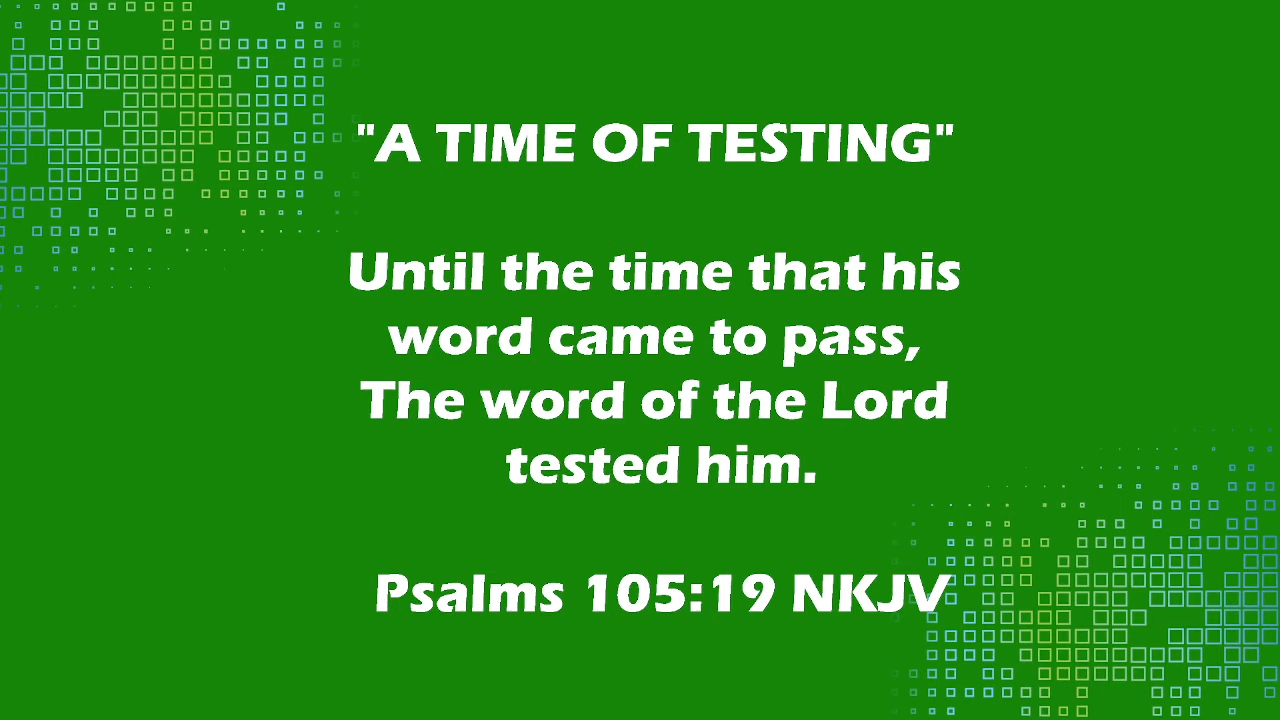 "A TIME OF TESTING"
Until the time that his
word came to pass,
The word of the Lord
tested him.
Psalms 105:19 NKJV